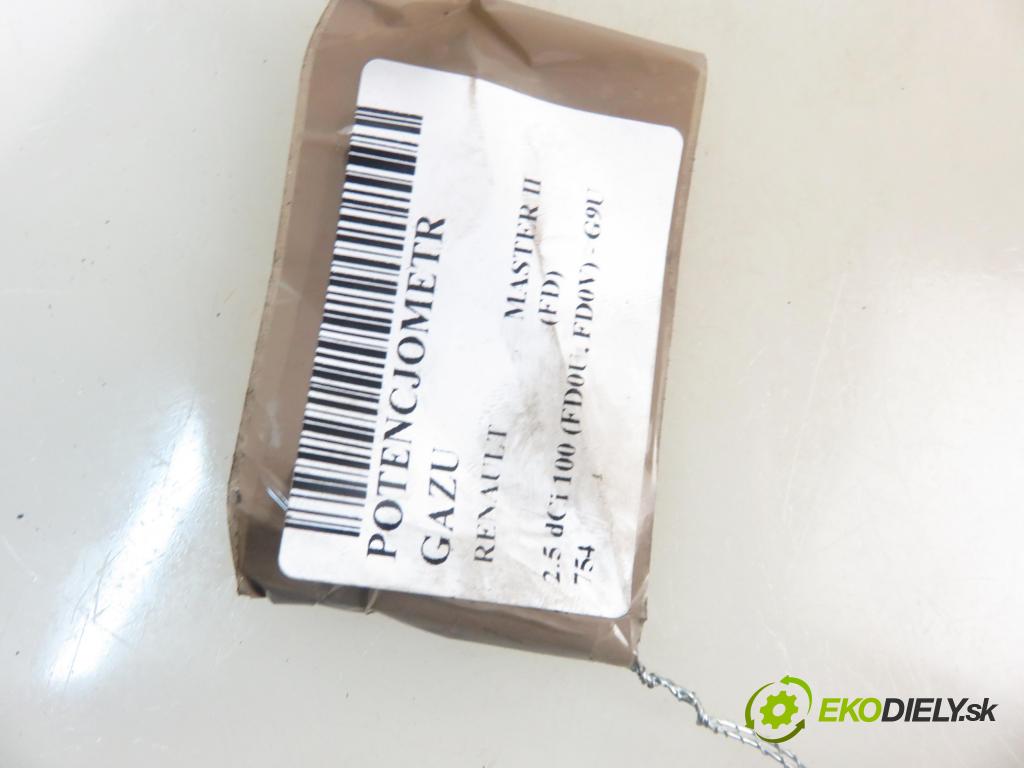 POTENCJOMETR
GAZU
RENAULT MASTER II
(FD)
2.5 dCi 100 (FD0U, FD0V) - G9U
754
EKODIELY.sk